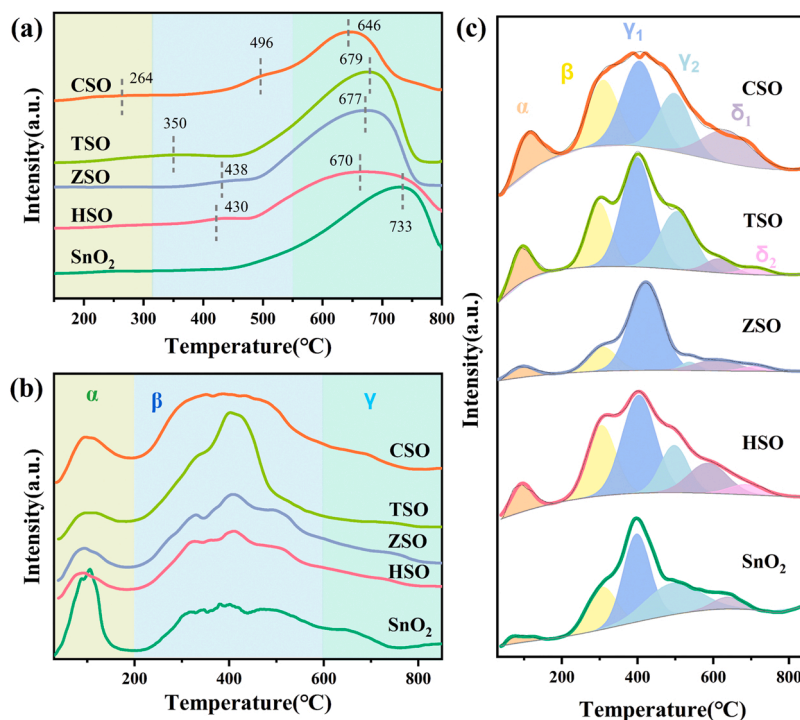 (a)
Intensity(a.u.)
646
496
264
CSO
679
677
350
TSO
ZSO
438
670
HSO
430
733
SnO₂
200 300 400 500 600 700 800
Temperature(°C)
(b)
Intensity(a.u.)
α β γ
CSO
TSO
ZSO
HSO
SnO₂
200 400 600 800
Temperature(°C)
(c)
Intensity(a.u.)
γ₁
β γ₂
α δ₁
CSO
TSO
δ₂
ZSO
HSO
SnO₂
200 400 600 800
Temperature(°C)